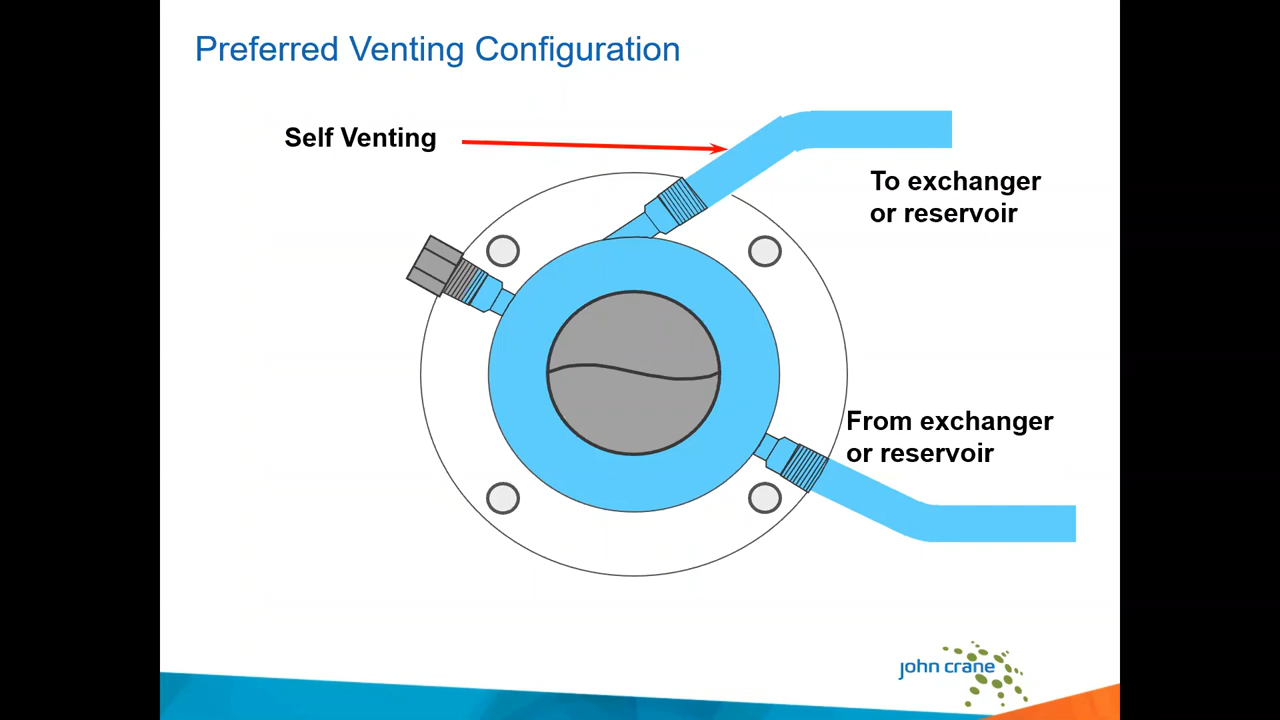 Preferred Venting Configuration
Self Venting
To exchanger
or reservoir
From exchanger
or reservoir
john crane